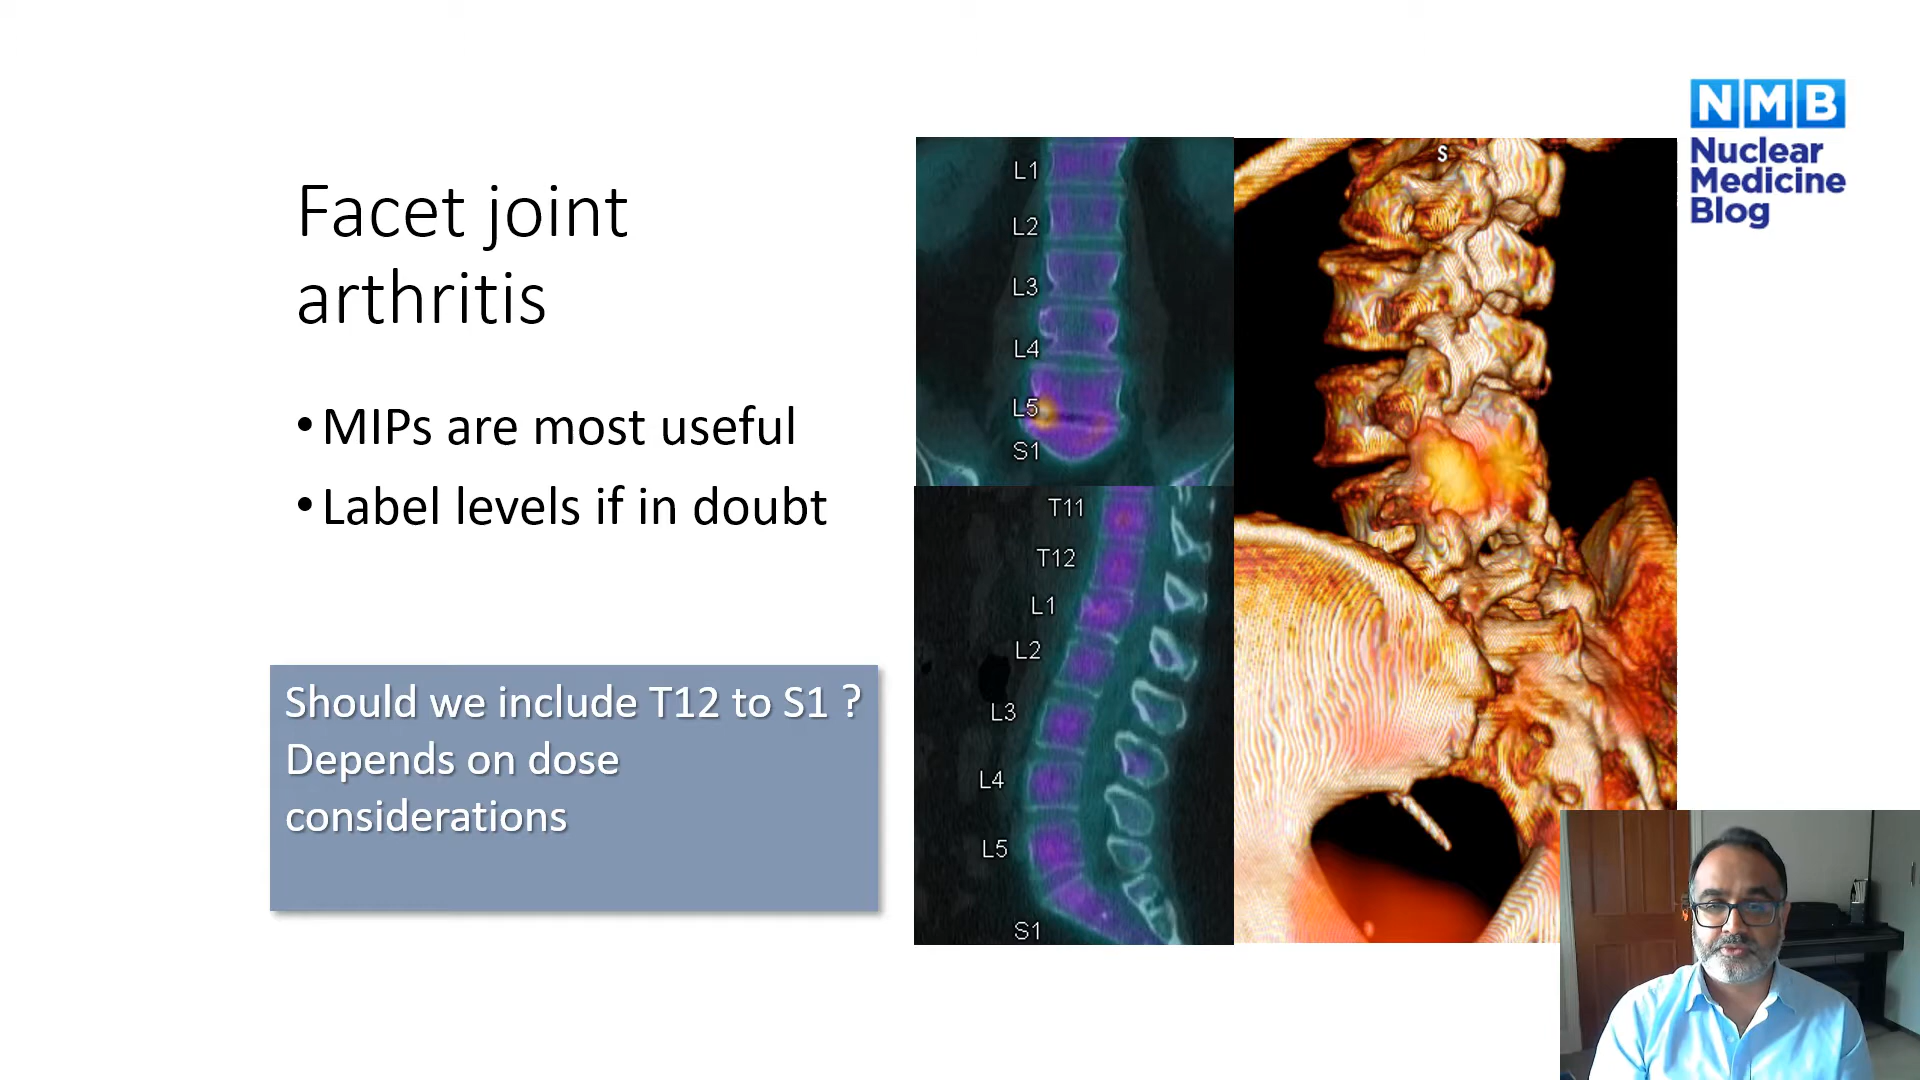 Facet joint
arthritis
•MIPs are most useful
•Label levels if in doubt
Should we include T12 to S1 ?
Depends on dose
considerations
L1
L2
L3
L4
L5
S1
T11
T12
L1
L2
L3
L4
L5
S1
S
NMB
Nuclear
Medicine
Blog